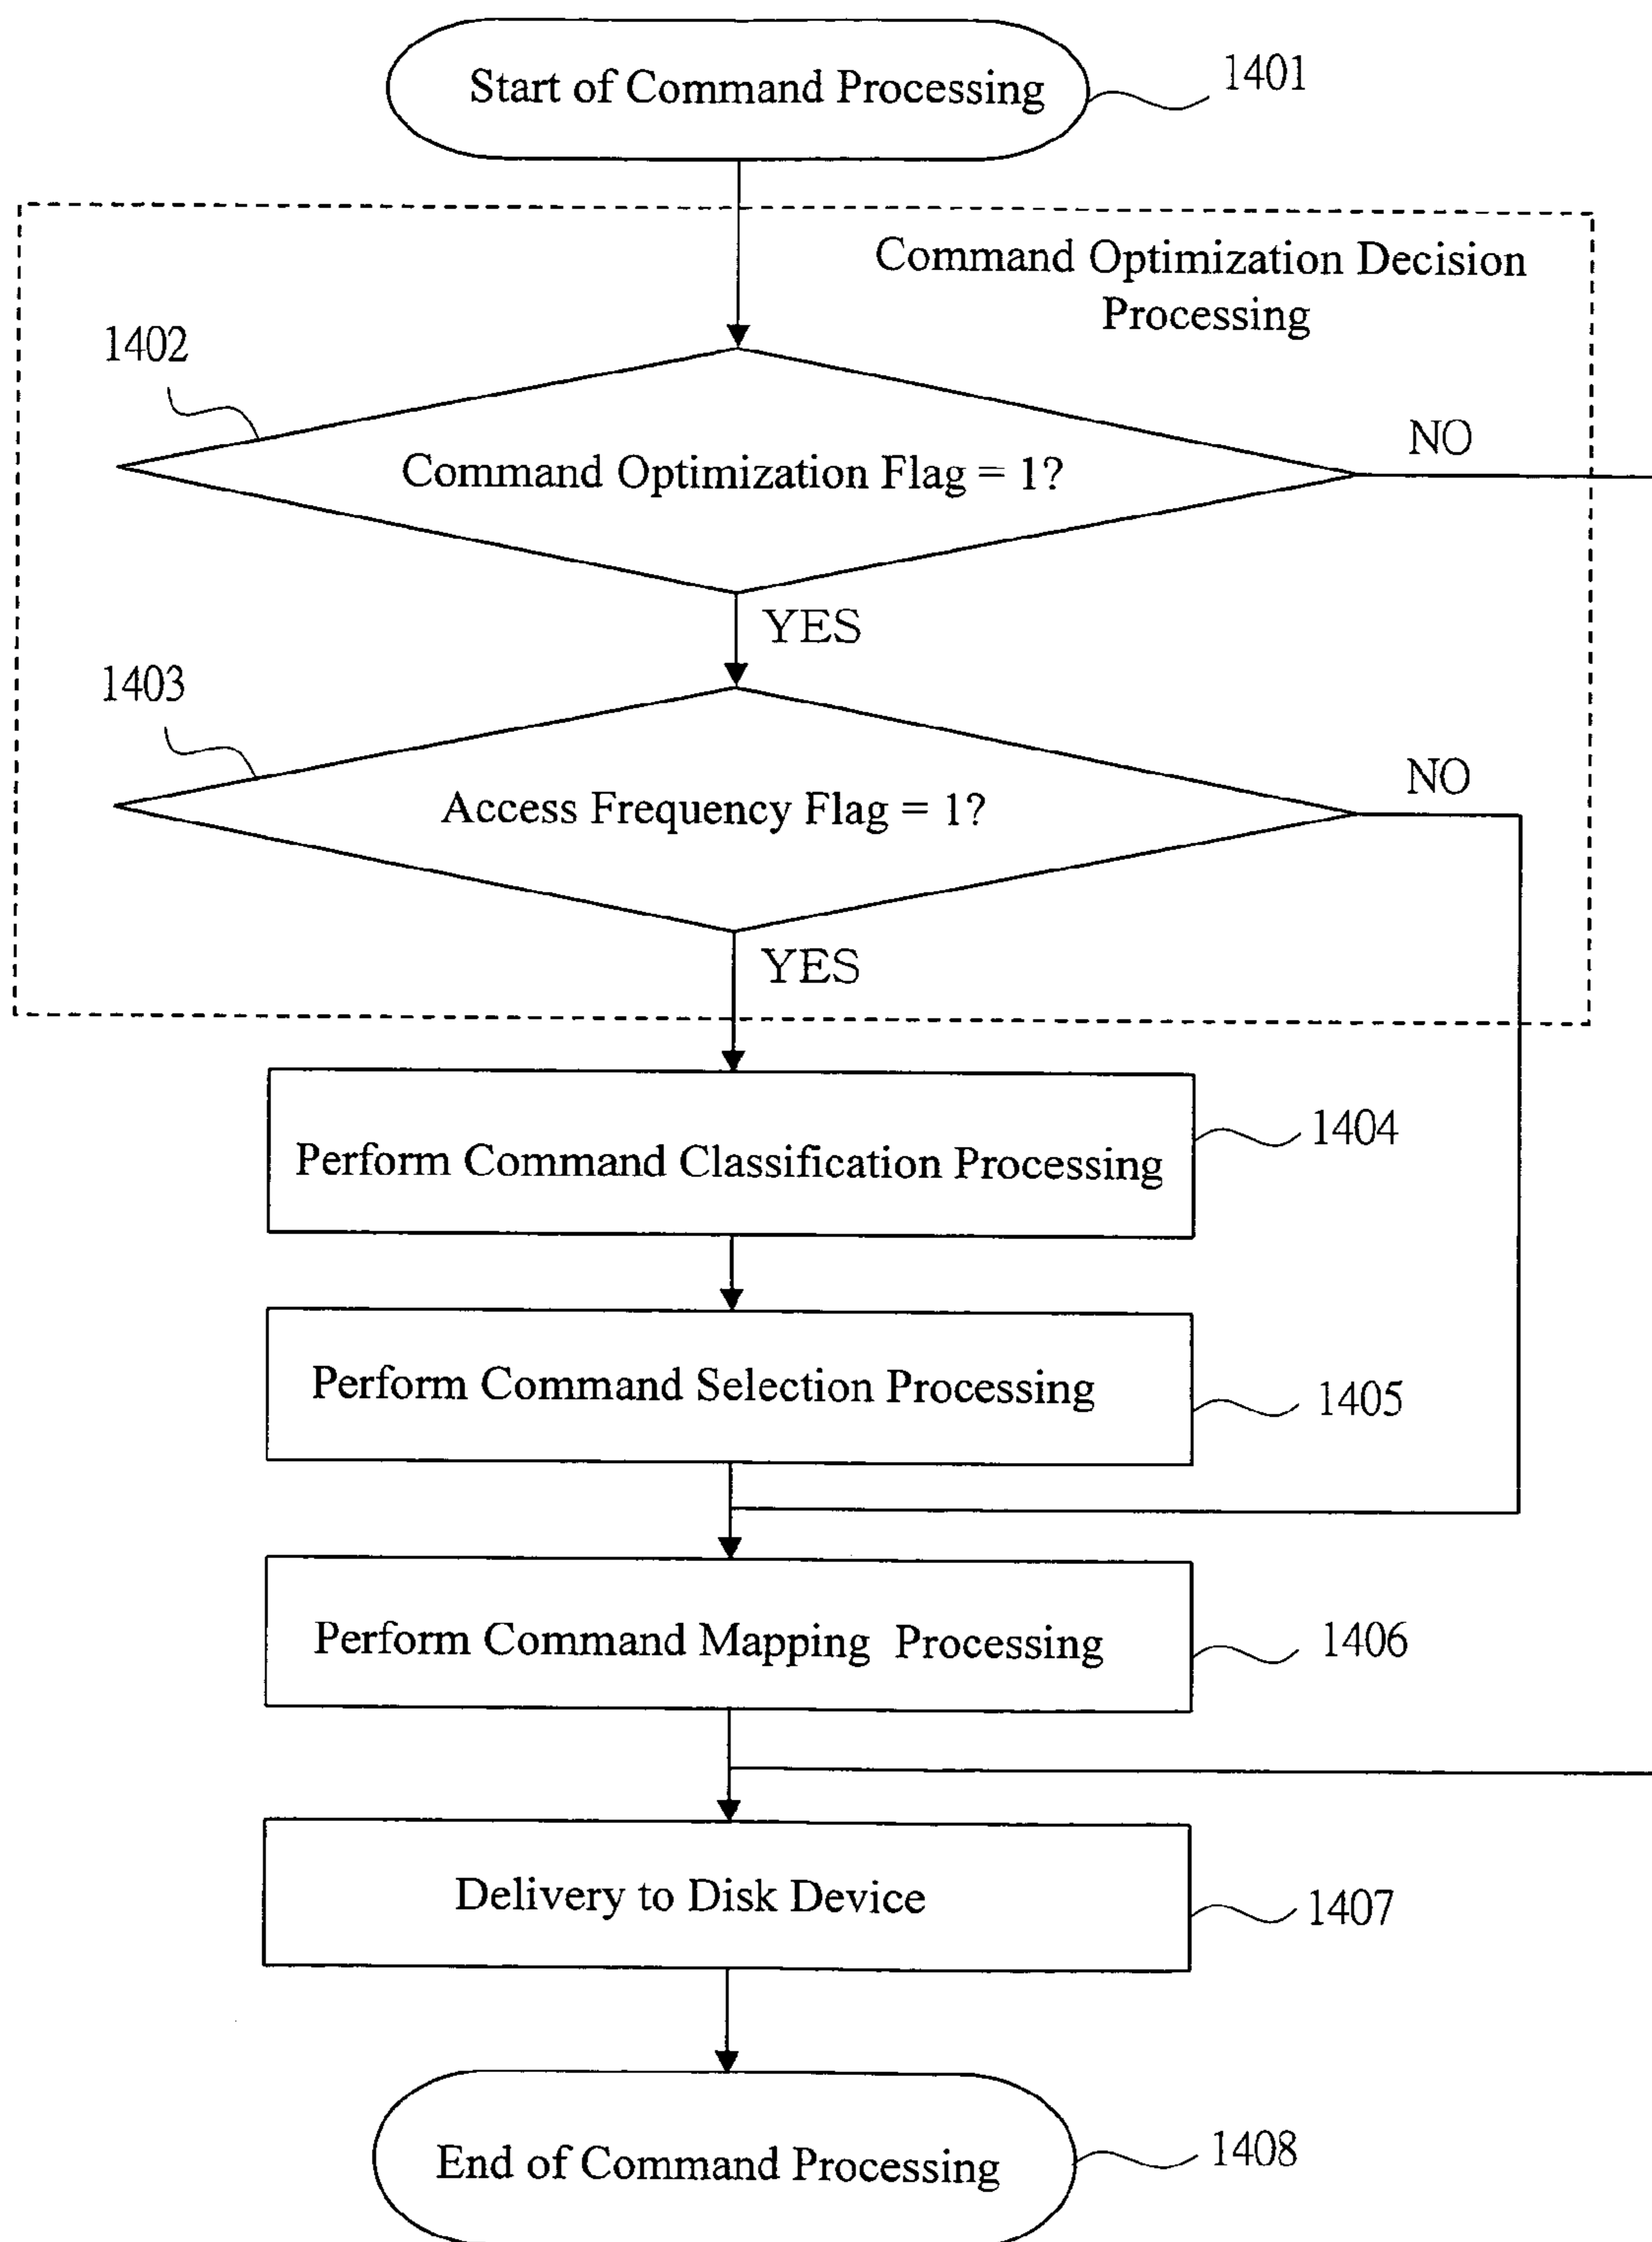 Start of Command Processing
1401
Command Optimization Decision
Processing
1402
Command Optimization Flag = 1?
NO
YES
1403
Access Frequency Flag = 1?
NO
YES
Perform Command Classification Processing
1404
Perform Command Selection Processing
1405
Perform Command Mapping Processing
1406
Delivery to Disk Device
1407
End of Command Processing
1408